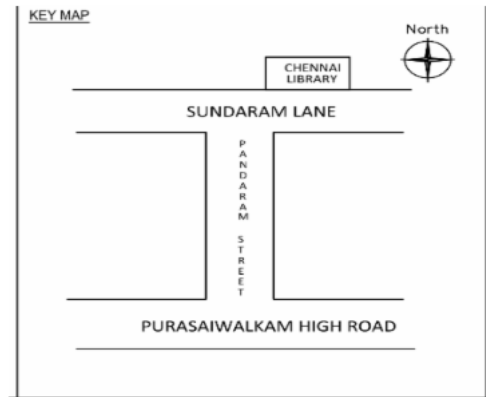 KEY MAP
North
CHENNAI
LIBRARY
SUNDARAM LANE
PANDARAM STREET
PURASAIWALKAM HIGH ROAD